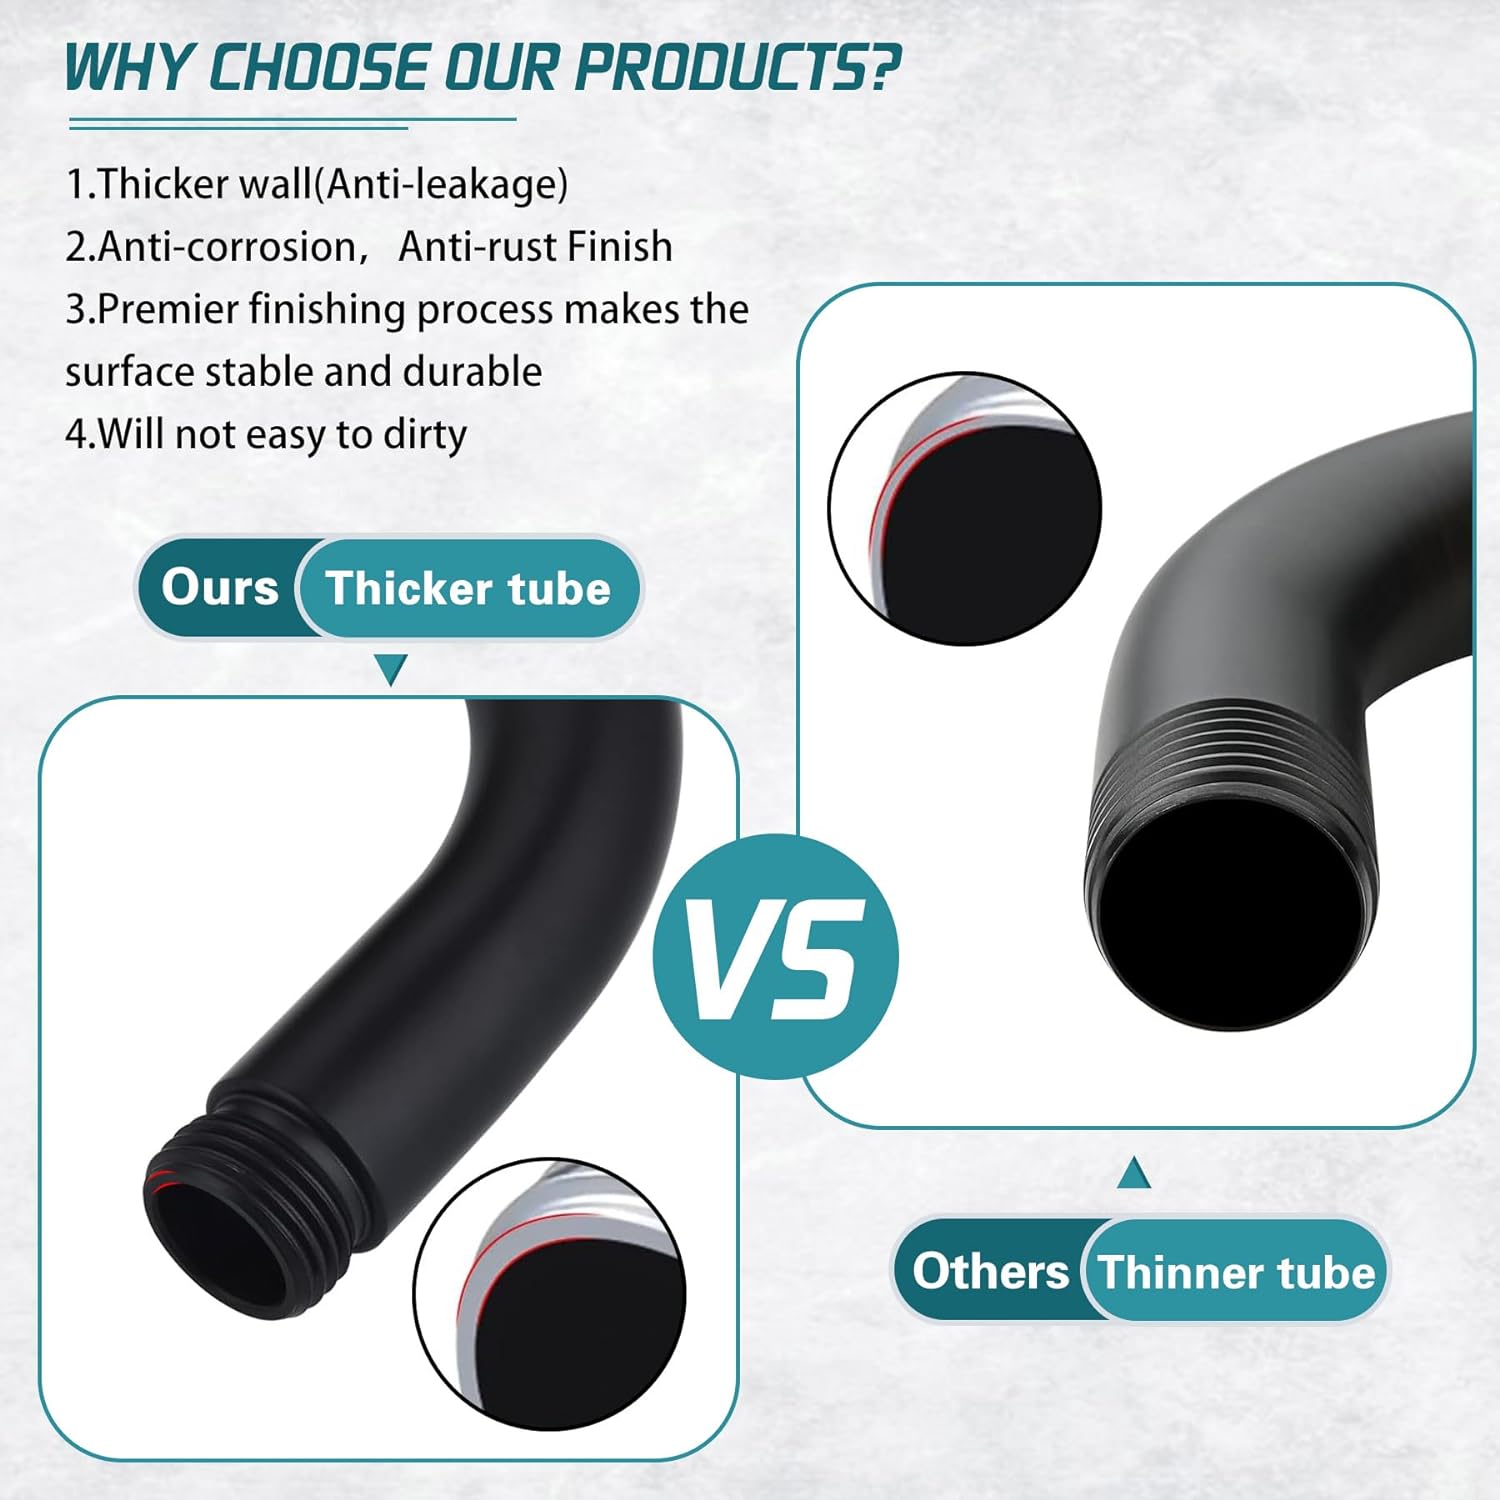 WHY CHOOSE OUR PRODUCTS?
1.Thicker wall(Anti-leakage)
2.Anti-corrosion， Anti-rust Finish
3.Premier finishing process makes the
surface stable and durable
4.Will not easy to dirty
Ours Thicker tube
VS
Others Thinner tube